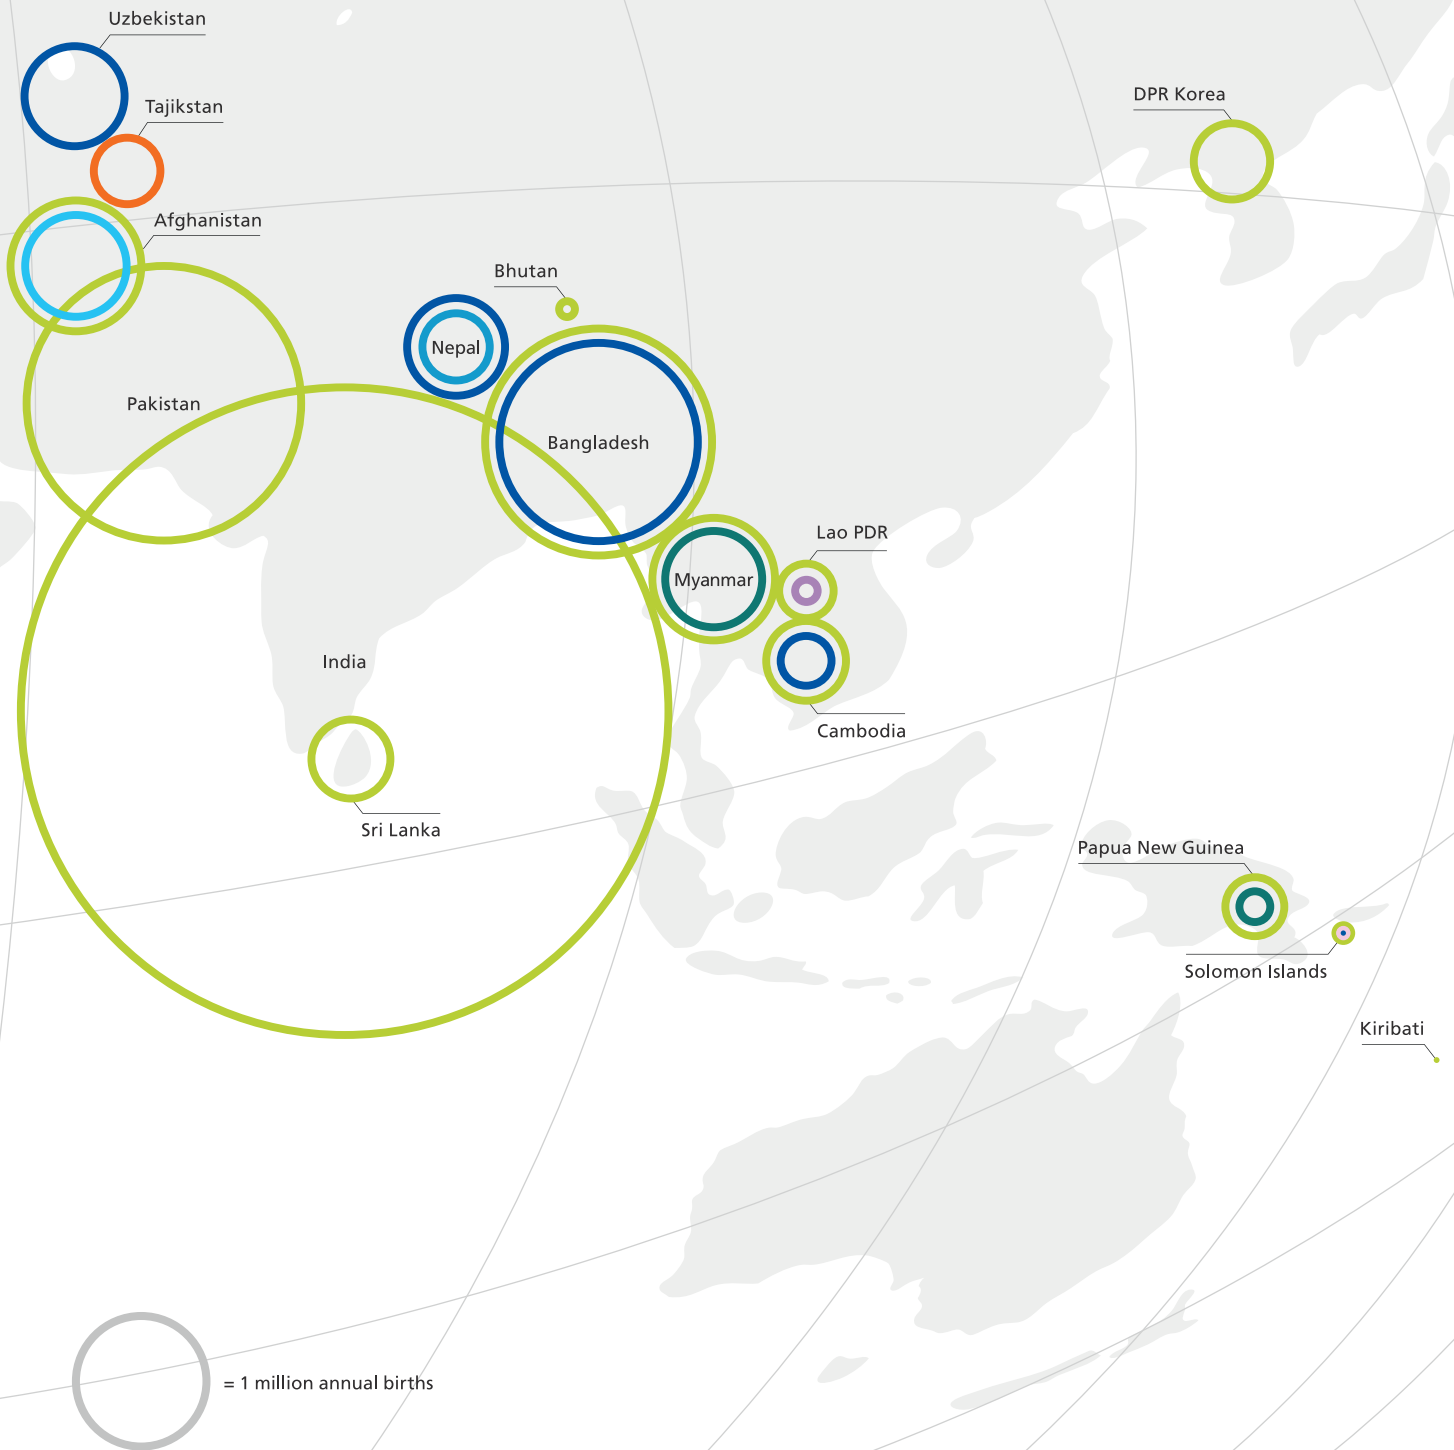 Uzbekistan
DPR Korea
Tajikstan
Afghanistan
Bhutan
Nepal
Pakistan
Bangladesh
Lao PDR
Myanmar
India
Cambodia
Sri Lanka
Papua New Guinea
Solomon Islands
Kiribati
= 1 million annual births